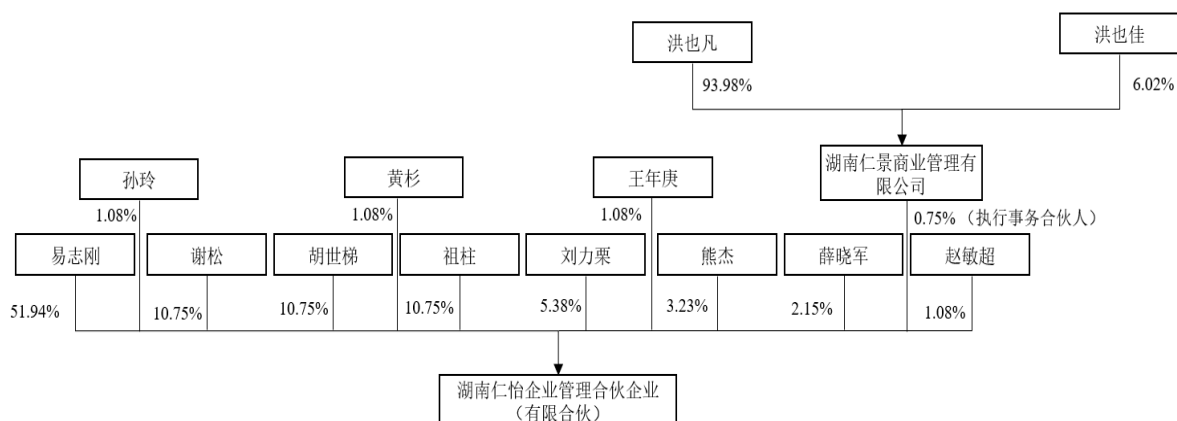 洪也凡
洪也佳
93.98%
6.02%
湖南仁景商业管理有
限公司
孙玲
黄杉
王年庚
1.08%
1.08%
1.08%
0.75%（执行事务合伙人）
易志刚
谢松
胡世梯
祖柱
刘力栗
熊杰
薛晓军
赵敏超
51.94%
10.75%
10.75%
10.75%
5.38%
3.23%
2.15%
1.08%
湖南仁怡企业管理合伙企业
（有限合伙）